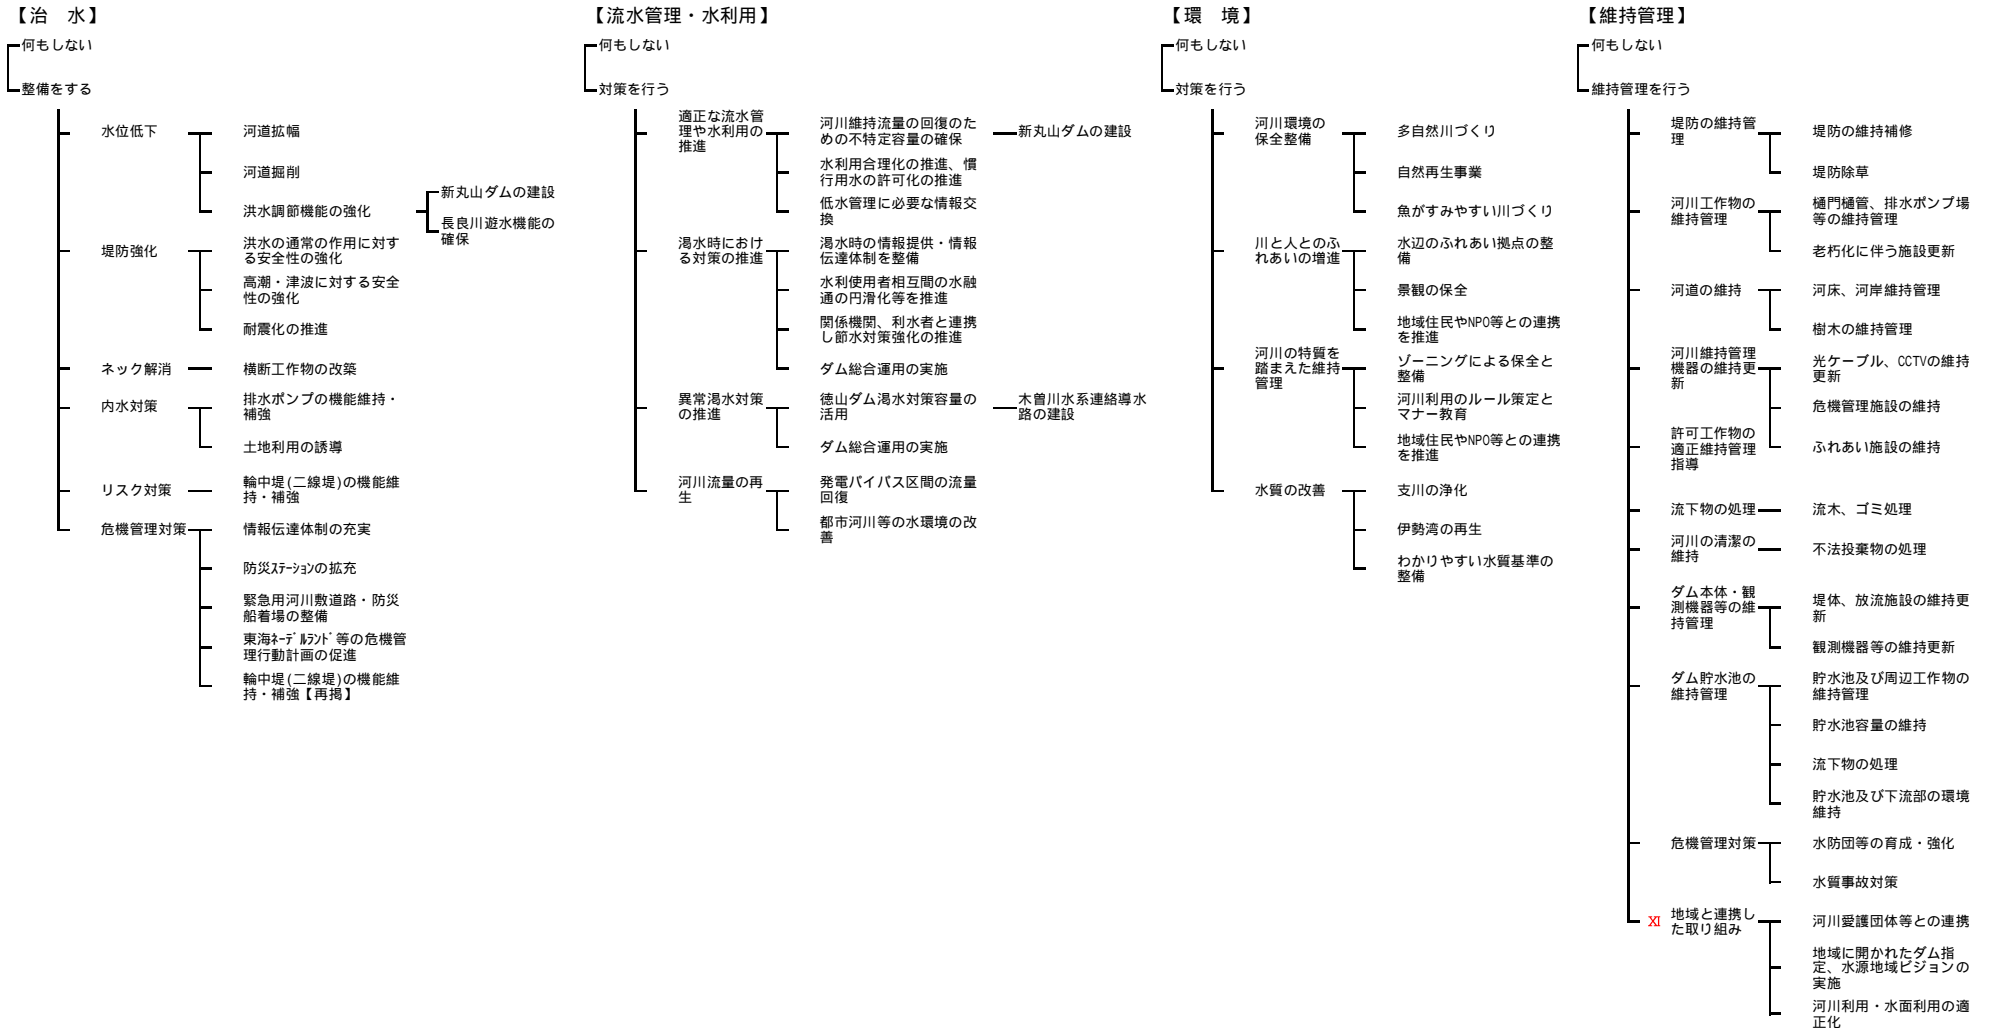 【治　水】
何もしない
整備をする
水位低下
河道拡幅
河道掘削
洪水調節機能の強化
新丸山ダムの建設
長良川遊水機能の
確保
堤防強化
洪水の通常の作用に対す
る安全性の強化
高潮・津波に対する安全
性の強化
耐震化の推進
ネック解消
横断工作物の改築
内水対策
排水ポンプの機能維持・
補強
土地利用の誘導
リスク対策
輪中堤(二線堤)の機能維
持・補強
危機管理対策
情報伝達体制の充実
防災ｽﾃｰｼｮﾝの拡充
緊急用河川敷道路・防災
船着場の整備
東海ﾈｰﾃﾞﾙﾗﾝﾄﾞ等の危機管
理行動計画の促進
輪中堤(二線堤)の機能維
持・補強【再掲】
【流水管理・水利用】
何もしない
対策を行う
適正な流水管
理や水利用の
推進
河川維持流量の回復のた
めの不特定容量の確保
新丸山ダムの建設
水利用合理化の推進、慣
行用水の許可化の推進
低水管理に必要な情報交
換
渇水時におけ
る対策の推進
渇水時の情報提供・情報
伝達体制を整備
水利使用者相互間の水融
通の円滑化等を推進
関係機関、利水者と連携
し節水対策強化の推進
ダム総合運用の実施
異常渇水対策
の推進
徳山ダム渇水対策容量の
活用
木曽川水系連絡導水
路の建設
ダム総合運用の実施
河川流量の再
生
発電バイパス区間の流量
回復
都市河川等の水環境の改
善
【環　境】
何もしない
対策を行う
河川環境の
保全整備
多自然川づくり
自然再生事業
魚がすみやすい川づくり
川と人とのふ
れあいの増進
水辺のふれあい拠点の整
備
景観の保全
地域住民やNPO等との連携
を推進
河川の特質を
踏まえた維持
管理
ゾーニングによる保全と
整備
河川利用のルール策定と
マナー教育
地域住民やNPO等との連携
を推進
水質の改善
支川の浄化
伊勢湾の再生
わかりやすい水質基準の
整備
【維持管理】
何もしない
維持管理を行う
堤防の維持管
理
堤防の維持補修
堤防除草
河川工作物の
維持管理
樋門樋管、排水ポンプ場
等の維持管理
老朽化に伴う施設更新
河道の維持
河床、河岸維持管理
樹木の維持管理
河川維持管理
機器の維持更
新
光ケーブル、CCTVの維持
更新
危機管理施設の維持
ふれあい施設の維持
許可工作物の
適正維持管理
指導
流下物の処理
流木、ゴミ処理
河川の清潔の
維持
不法投棄物の処理
ダム本体・観
測機器等の維
持管理
堤体、放流施設の維持更
新
観測機器等の維持更新
ダム貯水池の
維持管理
貯水池及び周辺工作物の
維持管理
貯水池容量の維持
流下物の処理
貯水池及び下流部の環境
維持
危機管理対策
水防団等の育成・強化
水質事故対策
Ⅺ
地域と連携し
た取り組み
河川愛護団体等との連携
地域に開かれたダム指
定、水源地域ビジョンの
実施
河川利用・水面利用の適
正化